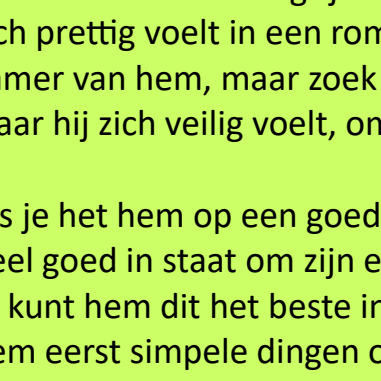 ch prettig voelt in een rom
mer van hem, maar zoek
aar hij zich veilig voelt, on
s je het hem op een goed
eel goed in staat om zijn e
kunt hem dit het beste in
em eerst simpele dingen